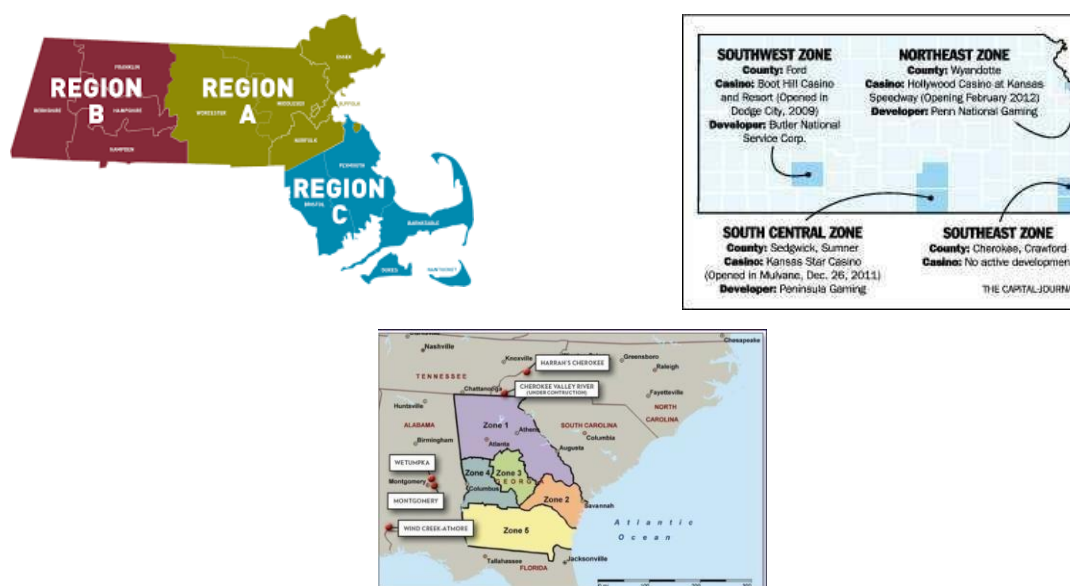 REGION
B
FRANKLIN
BERKSHIRE
HAMPSHIRE
HAMPDEN
REGION
A
WORCESTER
MIDDLESEX
ESSEX
SUFFOLK
NORFOLK
REGION
C
PLYMOUTH
BRISTOL
BARNSTABLE
DUKES
NANTUCKET
SOUTHWEST ZONE
County: Ford
Casino: Boot Hill Casino
and Resort (Opened in
Dodge City, 2009)
Developer: Butler National
Service Corp.
NORTHEAST ZONE
County: Wyandotte
Casino: Hollywood Casino at Kansas
Speedway (Opening February 2012)
Developer: Penn National Gaming
SOUTH CENTRAL ZONE
County: Sedgwick, Sumner
Casino: Kansas Star Casino
(Opened in Mulvane, Dec. 26, 2011)
Developer: Peninsula Gaming
SOUTHEAST ZONE
County: Cherokee, Crawford
Casino: No active development
THE CAPITAL-JOURNA
Chesapeake
Nashville
Knoxville
HARRAH'S CHEROKEE
Greensboro
Raleigh
TENNESSEE
Chattanooga
CHEROKEE VALLEY RIVER
(UNDER CONTRUCTION)
Fayetteville
Huntsville
NORTH
CAROLINA
ALABAMA
Birmingham
Zone 1
Athens
Atlanta
SOUTH CAROLINA
Columbia
Augusta
WETUMPKA
Montgomery
MONTGOMERY
Zone 4
Columbus
Zone 3
GEORGIA
Zone 2
Savannah
WIND CREEK-ATMORE
Zone 5
Atlantic
Ocean
Tallahassee
FLORIDA
Jacksonville